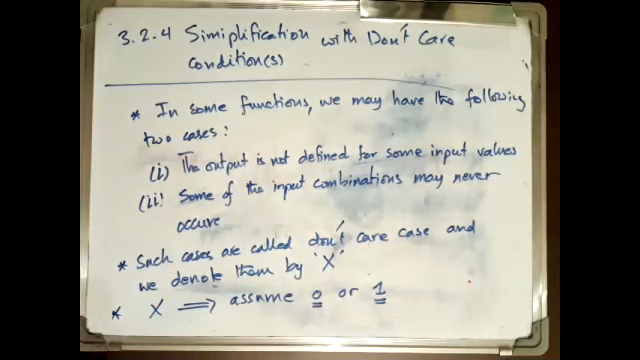 3.2.4 Simiplification with Don't Care
condition(s)
* In some functions, we may have the following
two cases:
(i) The output is not defined for some input values
(ii) Some of the input combinations may never
occure
* Such cases are called don't care case and
we denote them by 'X'
* X ⟹ assume 0 or 1